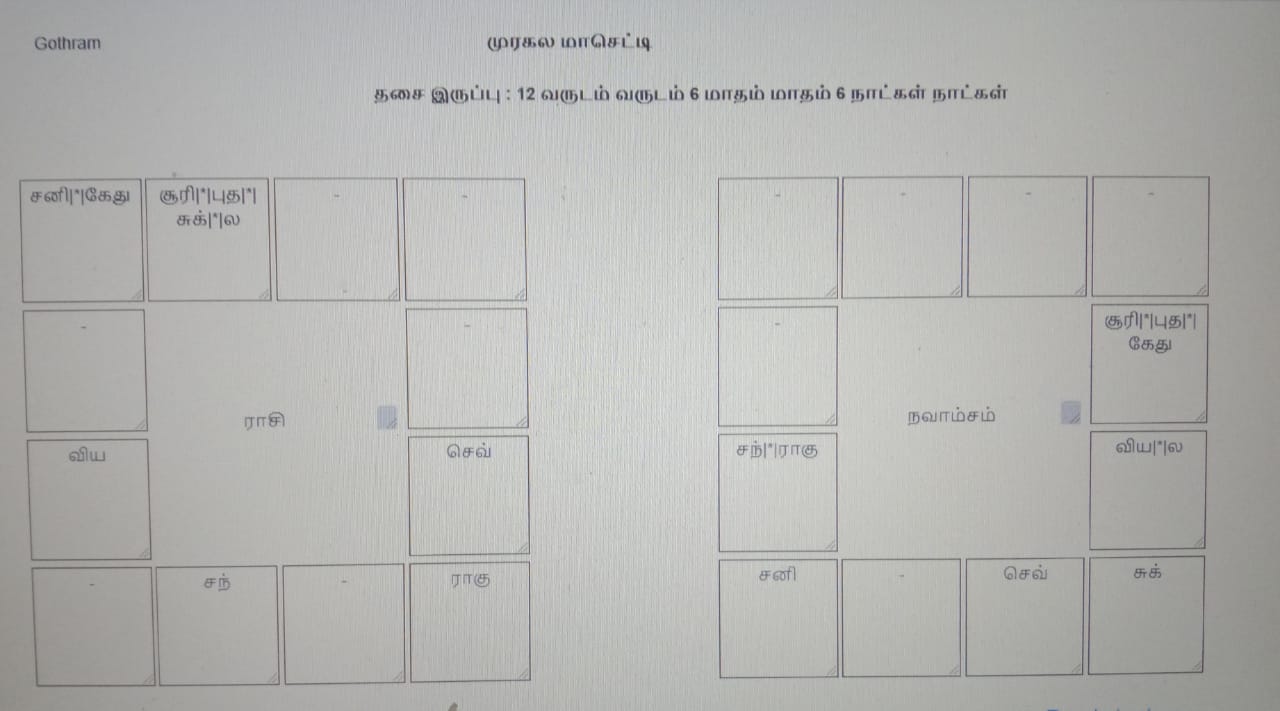 Gothram முரகல மாசெட்டி
தசை இருப்பு : 12 வருடம் வருடம் 6 மாதம் மாதம் 6 நாட்கள் நாட்கள்
சனி|*|கேது சூரி|*|புத|*| - -
சுக்|*|ல
- -
ராசி
விய செவ்
- சந் - ராகு
- - - -
- சூரி|*|புத|*|
கேது
நவாம்சம்
சந்|*|ராகு விய|*|ல
சனி - செவ் சுக்